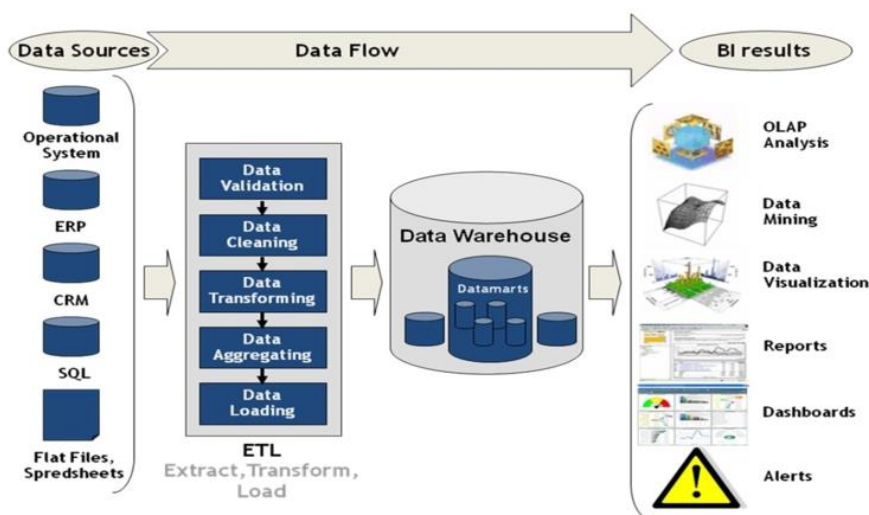 Data Sources
Data Flow
BI results
Operational
System
ERP
CRM
SQL
Flat Files,
Spredsheets
Data
Validation
Data
Cleaning
Data
Transforming
Data
Aggregating
Data
Loading
ETL
Extract,Transform,
Load
Data Warehouse
Datamarts
OLAP
Analysis
Data
Mining
Data
Visualization
Reports
Dashboards
Alerts